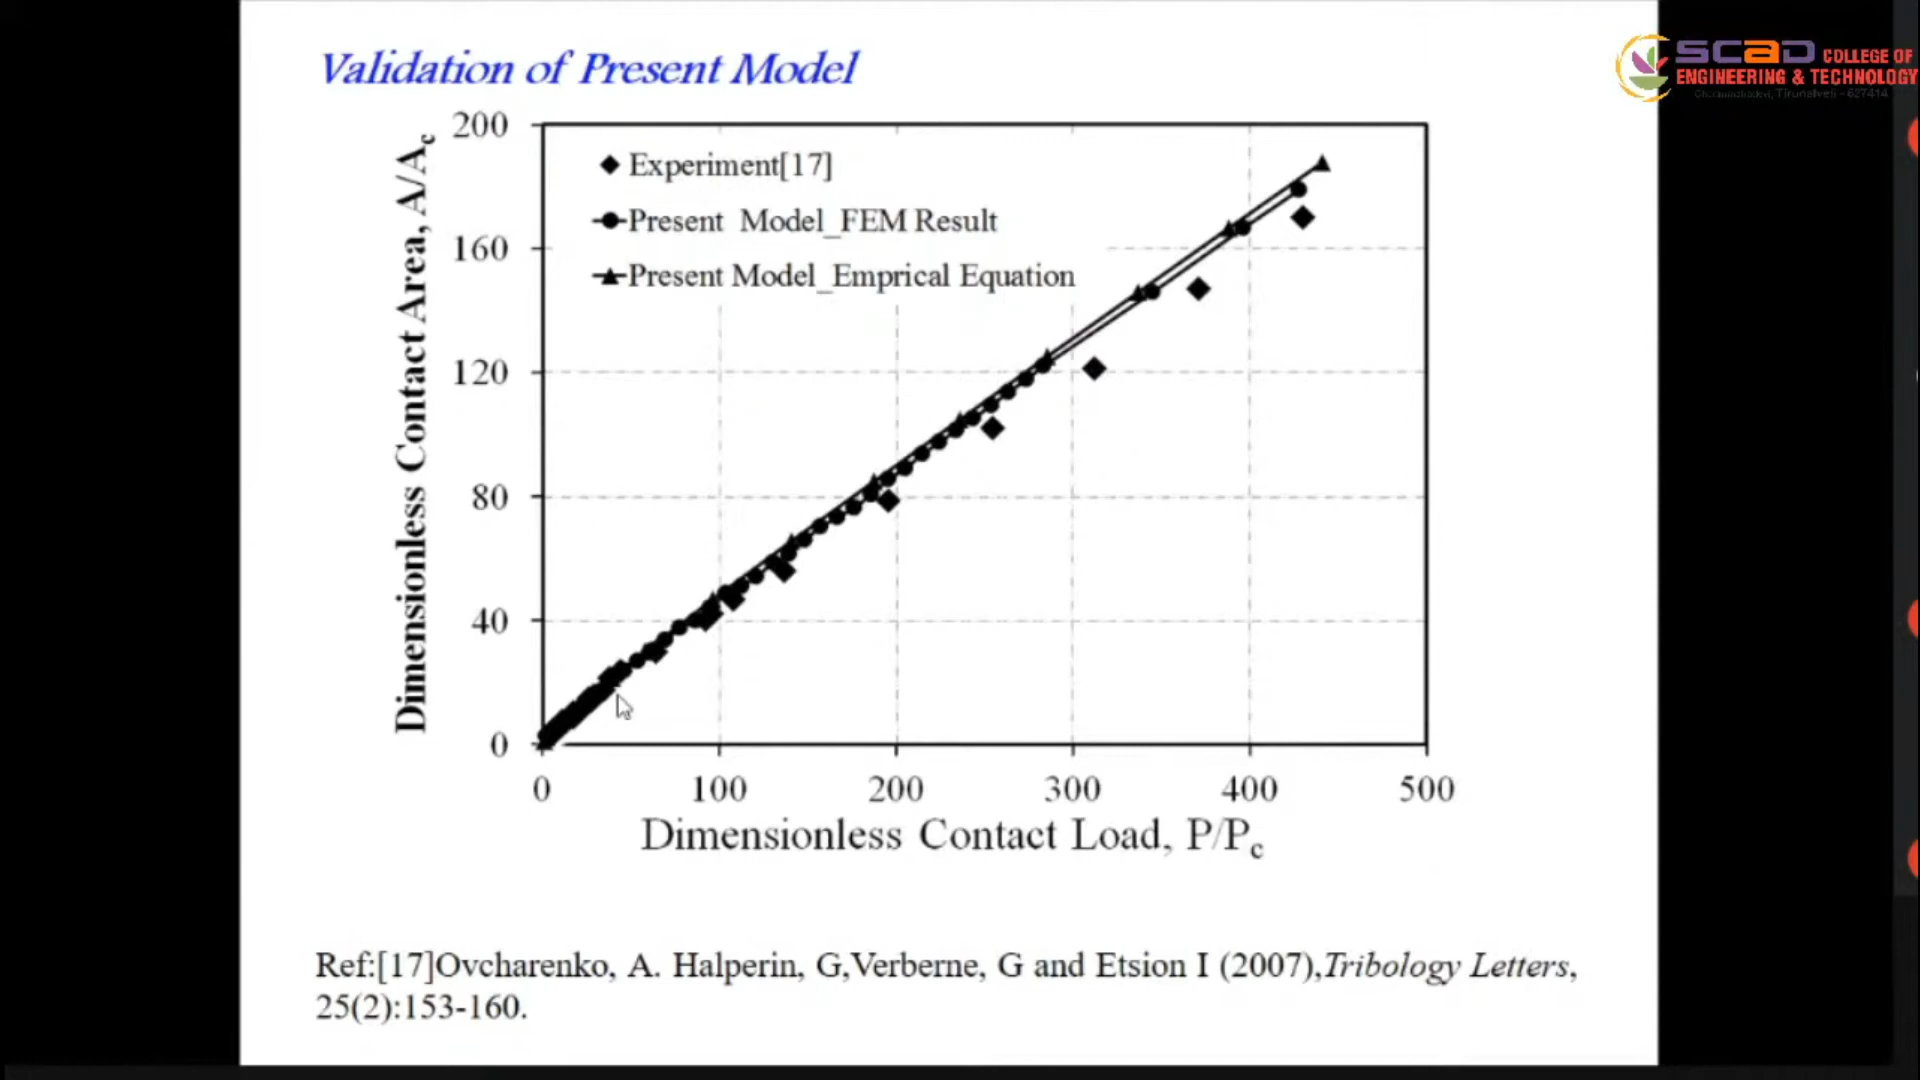 Validation of Present Model
SCAD COLLEGE OF
ENGINEERING & TECHNOLOGY
Tirunelveli - 627414
Dimensionless Contact Area, A/Ac
200
160
120
80
40
0
Experiment[17]
Present Model_FEM Result
Present Model_Emprical Equation
0 100 200 300 400 500
Dimensionless Contact Load, P/Pc
Ref:[17]Ovcharenko, A. Halperin, G,Verberne, G and Etsion I (2007),Tribology Letters,
25(2):153-160.